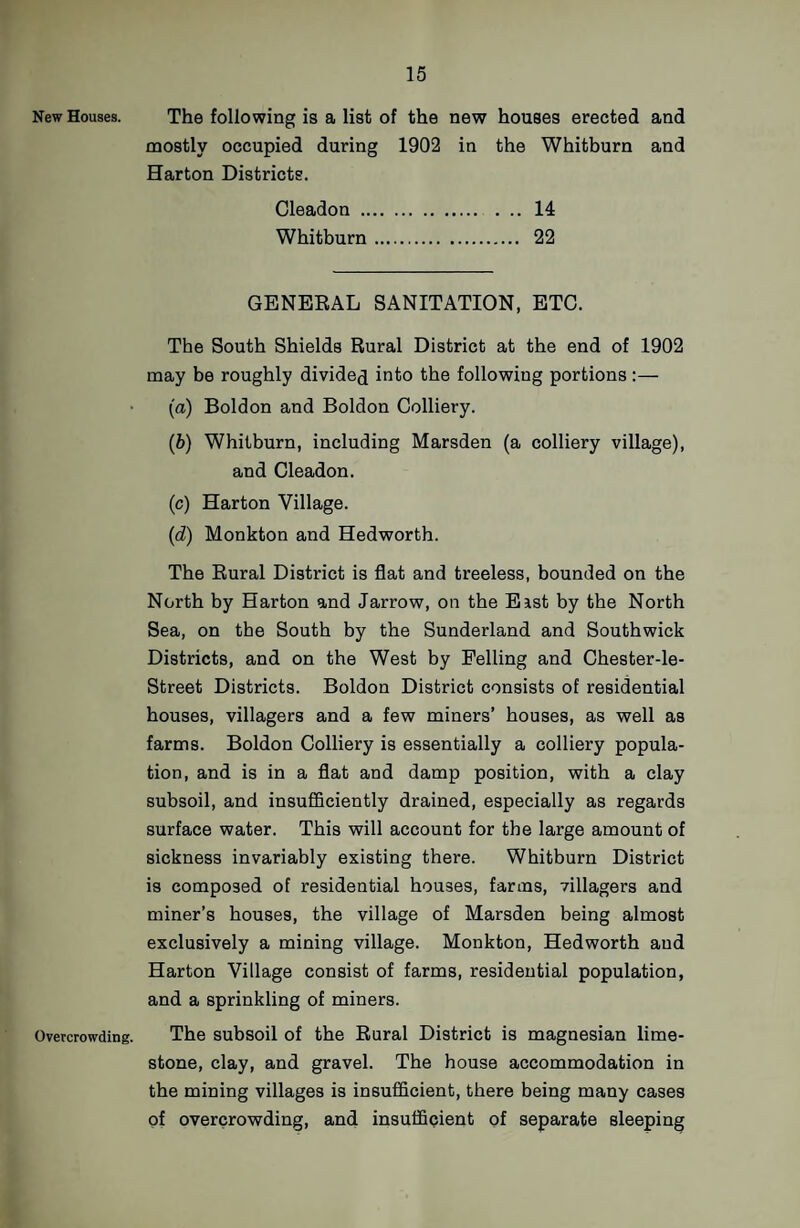 15
New Houses. The following is a list of the new houses erected and
mostly occupied during 1902 in the Whitburn and
Harton Districts.
Cleadon .... ... .. ..... . .. 14
Whitburn .......... .......... 22
GENERAL SANITATION, ETC.
The South Shields Rural District at the end of 1902
may be roughly divided into the following portions :—
(a) Boldon and Boldon Colliery.
(b) Whitburn, including Marsden (a colliery village),
and Cleadon.
(c) Harton Village.
(d) Monkton and Hedworth.
The Rural District is flat and treeless, bounded on the
North by Harton and Jarrow, on the East by the North
Sea, on the South by the Sunderland and Southwick
Districts, and on the West by Felling and Chester-le-
Street Districts. Boldon District consists of residential
houses, villagers and a few miners' houses, as well as
farms. Boldon Colliery is essentially a colliery popula-
tion, and is in a flat and damp position, with a clay
subsoil, and insufficiently drained, especially as regards
surface water. This will account for the large amount of
sickness invariably existing there. Whitburn District
is composed of residential houses, farms, villagers and
miner's houses, the village of Marsden being almost
exclusively a mining village. Monkton, Hedworth and
Harton Village consist of farms, residential population,
and a sprinkling of miners.
Overcrowding. The subsoil of the Rural District is magnesian lime-
stone, clay, and gravel. The house accommodation in
the mining villages is insufficient, there being many cases
of overcrowding, and insufficient of separate sleeping